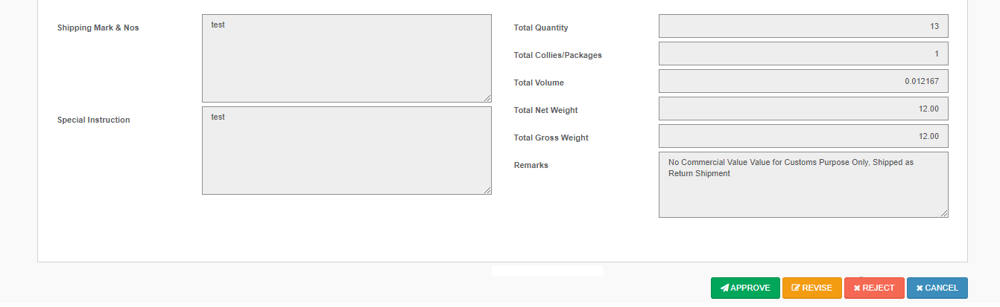 Shipping Mark & Nos
test
Special Instruction
test
Total Quantity
13
Total Collies/Packages
1
Total Volume
0.012167
Total Net Weight
12.00
Total Gross Weight
12.00
Remarks
No Commercial Value Value for Customs Purpose Only, Shipped as
Return Shipment
APPROVE
REVISE
REJECT
CANCEL